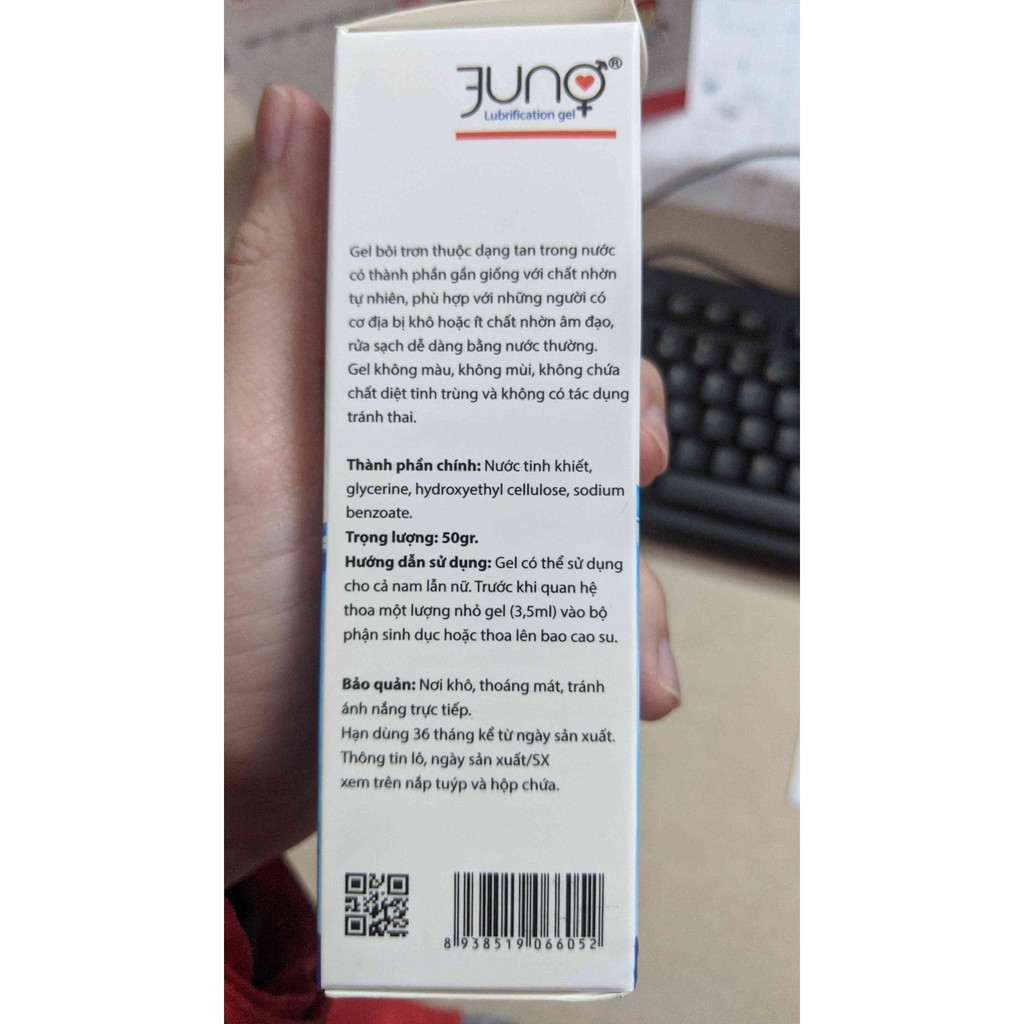 JUNO®
Lubrification gel
Gel bôi trơn thuộc dạng tan trong nước
có thành phần gần giống với chất nhờn
tự nhiên, phù hợp với những người có
cơ địa bị khô hoặc ít chất nhờn âm đạo,
rửa sạch dễ dàng bằng nước thường.
Gel không màu, không mùi, không chứa
chất diệt tinh trùng và không có tác dụng
tránh thai.
Thành phần chính: Nước tinh khiết,
glycerine, hydroxyethyl cellulose, sodium
benzoate.
Trọng lượng: 50gr.
Hướng dẫn sử dụng: Gel có thể sử dụng
cho cả nam lẫn nữ. Trước khi quan hệ
thoa một lượng nhỏ gel (3,5ml) vào bộ
phận sinh dục hoặc thoa lên bao cao su.
Bảo quản: Nơi khô, thoáng mát, tránh
ánh nắng trực tiếp.
Hạn dùng 36 tháng kể từ ngày sản xuất.
Thông tin lô, ngày sản xuất/SX
xem trên nắp tuýp và hộp chứa.
8 938519 066052